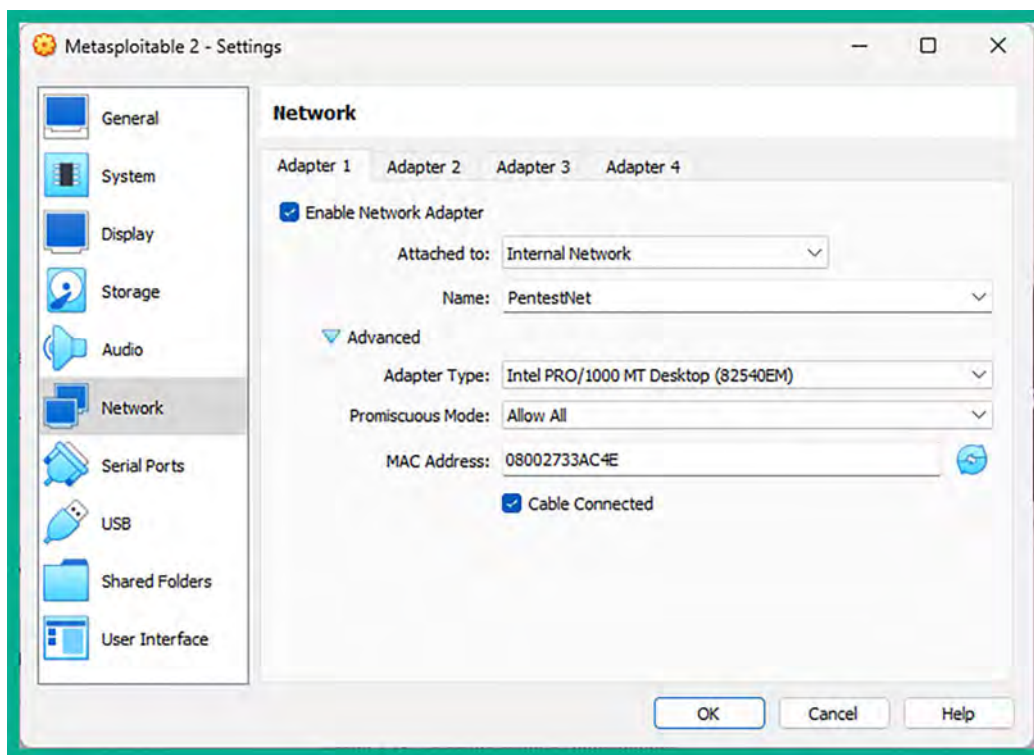 Metasploitable 2 - Settings
General
System
Display
Storage
Audio
Network
Serial Ports
USB
Shared Folders
User Interface
Network
Adapter 1 Adapter 2 Adapter 3 Adapter 4
Enable Network Adapter
Attached to: Internal Network
Name: PentestNet
Advanced
Adapter Type: Intel PRO/1000 MT Desktop (82540EM)
Promiscuous Mode: Allow All
MAC Address: 08002733AC4E
Cable Connected
OK Cancel Help